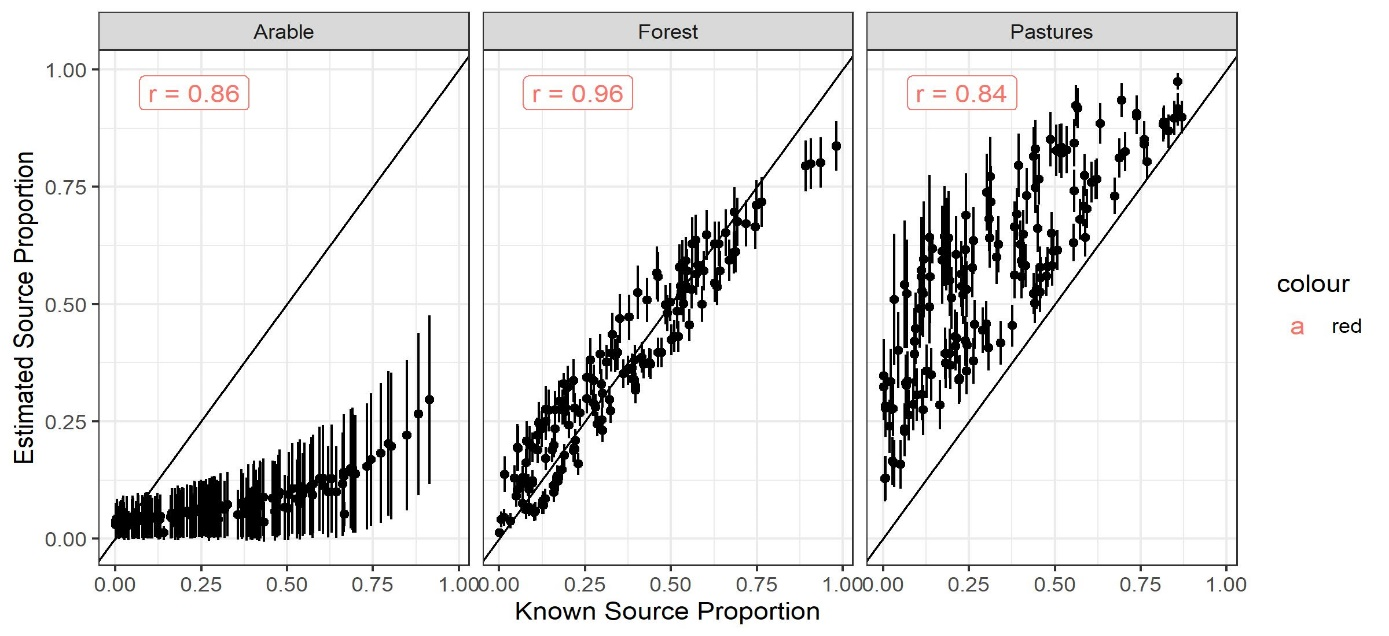 Arable Forest Pastures
r = 0.86 r = 0.96 r = 0.84
1.00
0.75
0.50
0.25
0.00
Estimated Source Proportion
0.00 0.25 0.50 0.75 1.00 0.00 0.25 0.50 0.75 1.00 0.00 0.25 0.50 0.75 1.00
Known Source Proportion
colour
a red